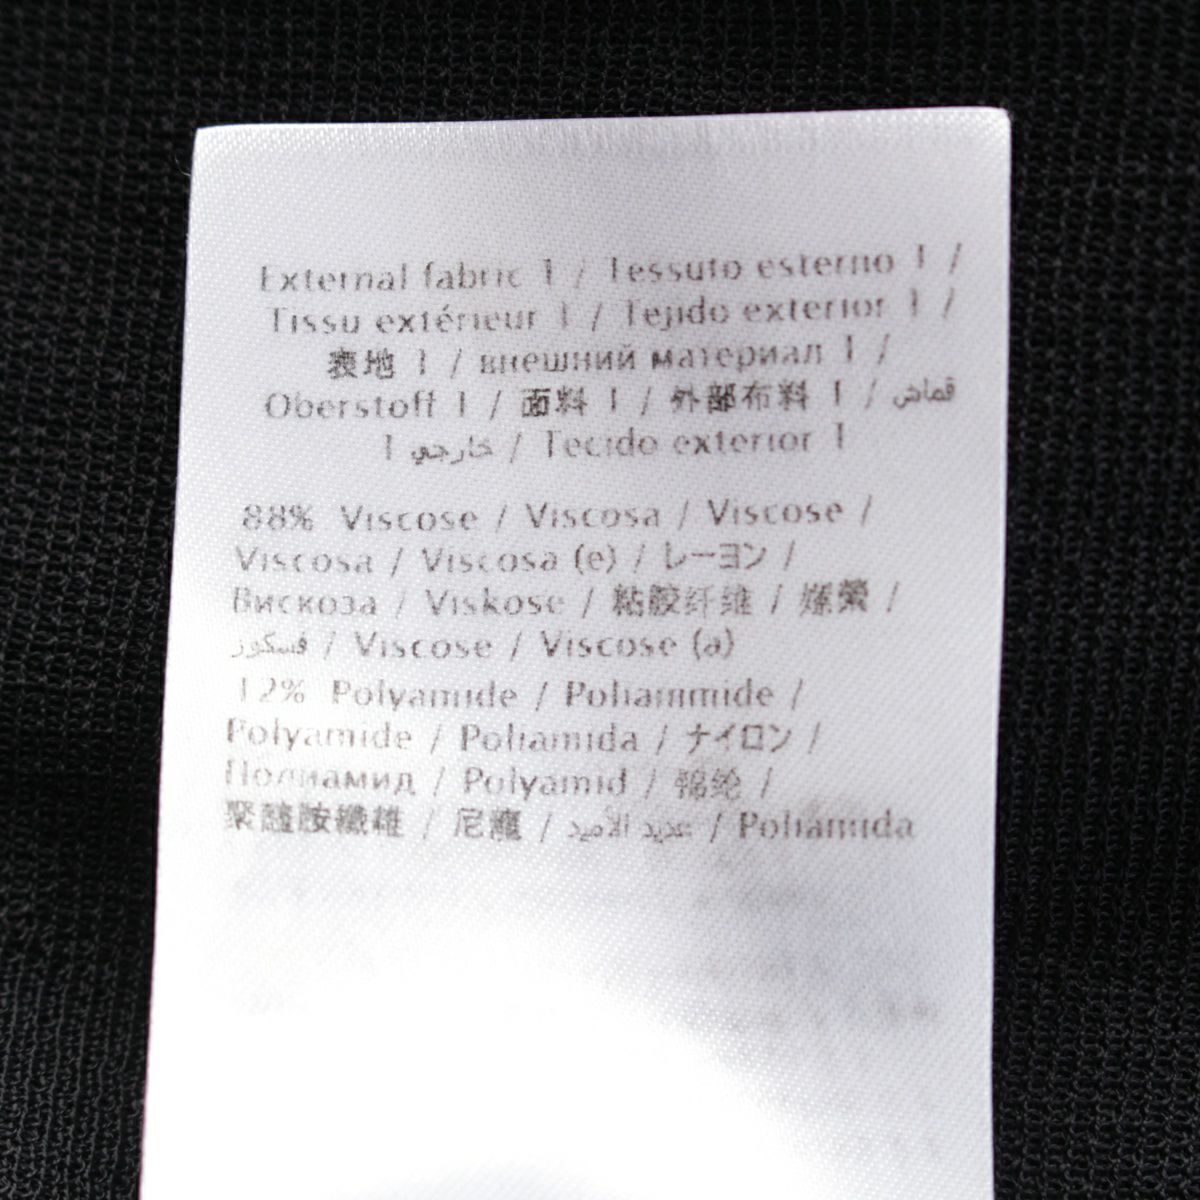 External fabric 1 / Tessuto esterno 1 /
Tissu extérieur 1 / Tejido exterior 1 /
表地 1 / внешний материал 1 /
Oberstoff 1 / 面料 1 / 外部布料 1 / قماش
خارجي 1 / Tecido exterior 1
88% Viscose / Viscosa / Viscose /
Viscosa / Viscosa (e) / レーヨン /
Вискоза / Viskose / 粘胶纤维 / 嫘縈 /
فسكوز / Viscose / Viscose (a)
12% Polyamide / Poliammide /
Polyamide / Poliamida / ナイロン /
Полиамид / Polyamid / 锦纶 /
聚醯胺纖維 / 尼龍 / عديد الأميد / Poliamida